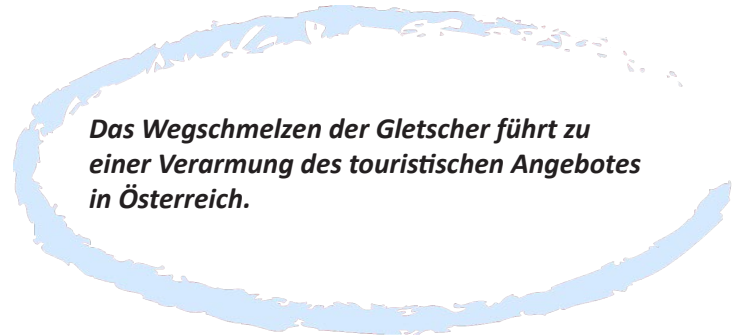 Das Wegschmelzen der Gletscher führt zu
einer Verarmung des touristischen Angebotes
in Österreich.